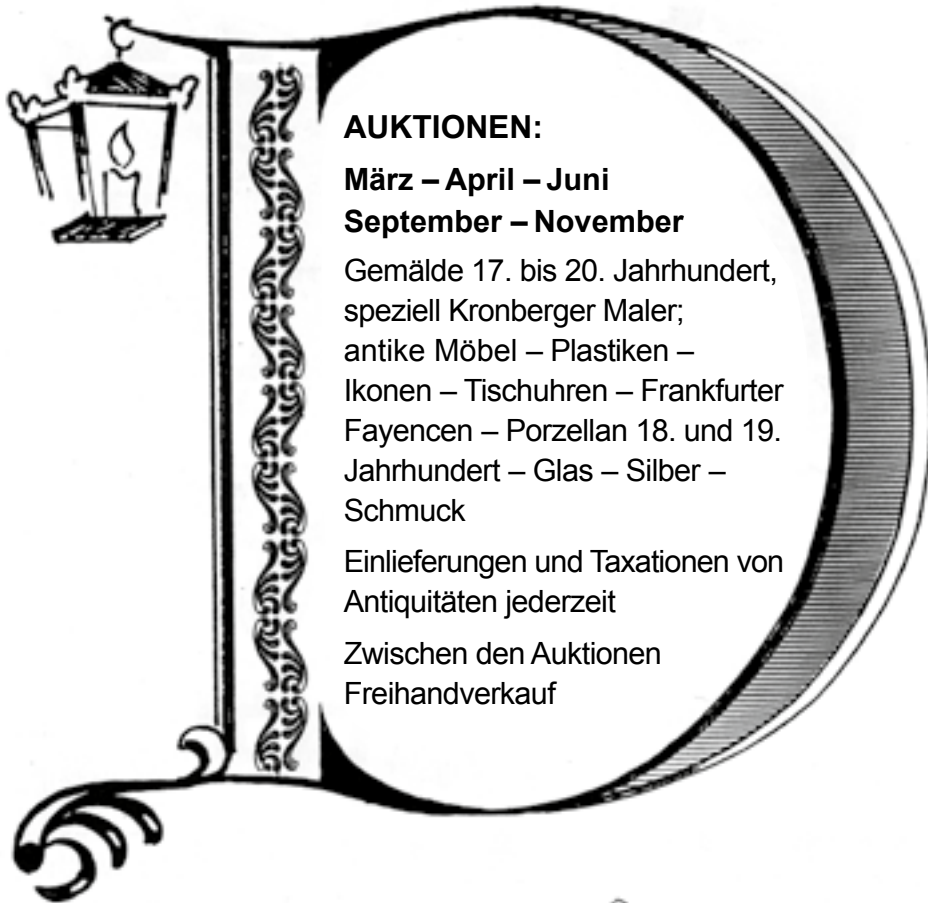 AUKTIONEN:
März – April – Juni
September – November
Gemälde 17. bis 20. Jahrhundert,
speziell Kronberger Maler;
antike Möbel – Plastiken –
Ikonen – Tischuhren – Frankfurter
Fayencen – Porzellan 18. und 19.
Jahrhundert – Glas – Silber –
Schmuck
Einlieferungen und Taxationen von
Antiquitäten jederzeit
Zwischen den Auktionen
Freihandverkauf